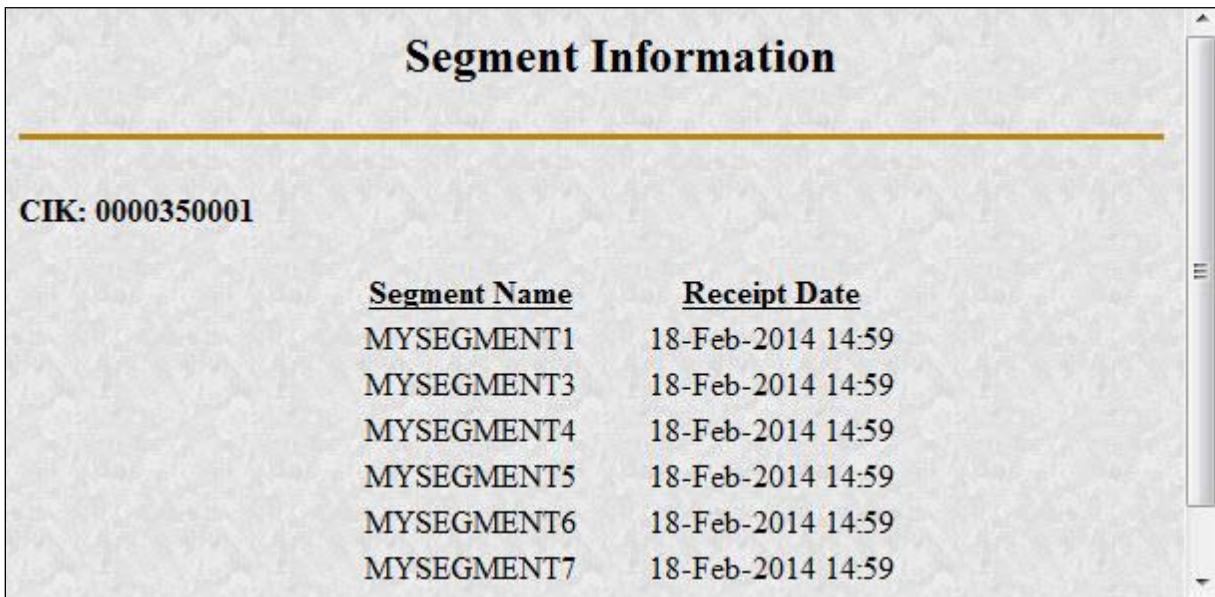 Segment Information
CIK: 0000350001
Segment Name Receipt Date
MYSEGMENT1 18-Feb-2014 14:59
MYSEGMENT3 18-Feb-2014 14:59
MYSEGMENT4 18-Feb-2014 14:59
MYSEGMENT5 18-Feb-2014 14:59
MYSEGMENT6 18-Feb-2014 14:59
MYSEGMENT7 18-Feb-2014 14:59